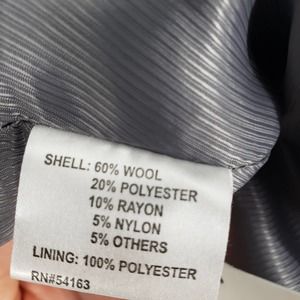 SHELL: 60% WOOL
20% POLYESTER
10% RAYON
5% NYLON
5% OTHERS
LINING: 100% POLYESTER
RN#54163